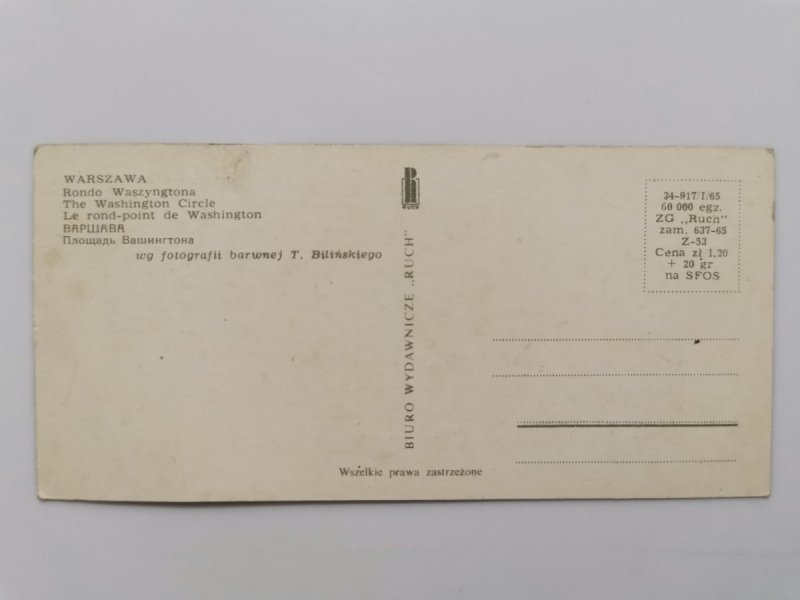 WARSZAWA
Rondo Waszyngtona
The Washington Circle
Le rond-point de Washington
ВАРШАВА
Площадь Вашингтона
wg fotografii barwnej T. Bilińskiego
RUCH
BIURO WYDAWNICZE „RUCH"
34-917/I/65
60 000 egz.
ZG „Ruch"
zam. 637-65
Z-53
Cena zł 1,20
+ 20 gr
na SFOS
Wszelkie prawa zastrzeżone